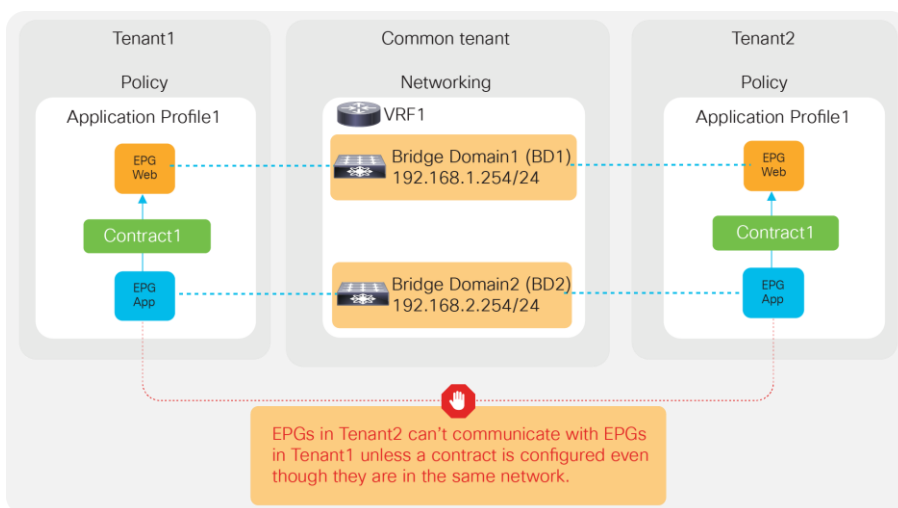 Tenant1
Policy
Application Profile1
EPG
Web
Contract1
EPG
App
Common tenant
Networking
VRF1
Bridge Domain1 (BD1)
192.168.1.254/24
Bridge Domain2 (BD2)
192.168.2.254/24
Tenant2
Policy
Application Profile1
EPG
Web
Contract1
EPG
App
EPGs in Tenant2 can't communicate with EPGs
in Tenant1 unless a contract is configured even
though they are in the same network.